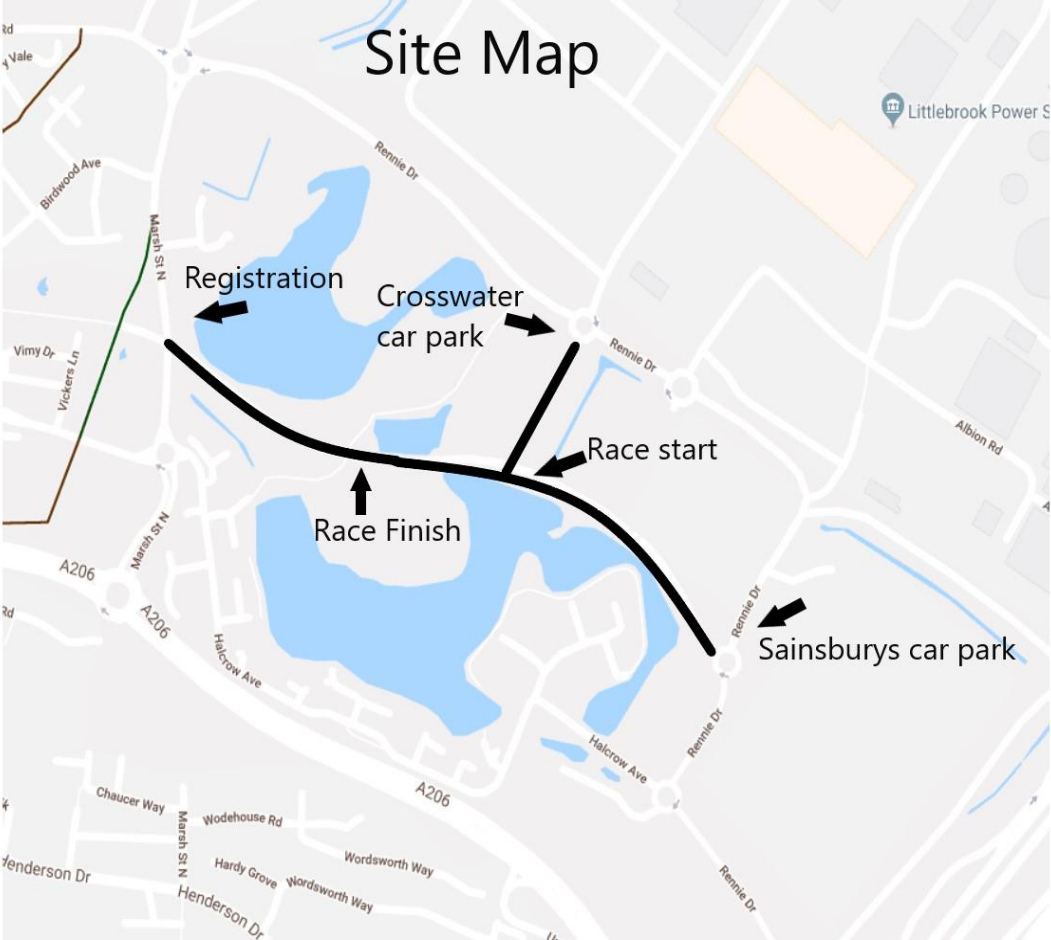 Site Map
Rd
y Vale
Littlebrook Power S
Rennie Dr
Birdwood Ave
Marsh St N
Registration
Crosswater
car park
Rennie Dr
Vimy Dr
Vickers Ln
Albion Rd
Race start
Race Finish
A
Marsh St N
A206
A206
Rd
Rennie Dr
Sainsburys car park
Halcrow Ave
Rennie Dr
Halcrow Ave
A206
Chaucer Way
k
Marsh St N
Wodehouse Rd
Wordsworth Way
Henderson Dr
Hardy Grove
Wordsworth Way
Henderson Dr
Rennie Dr